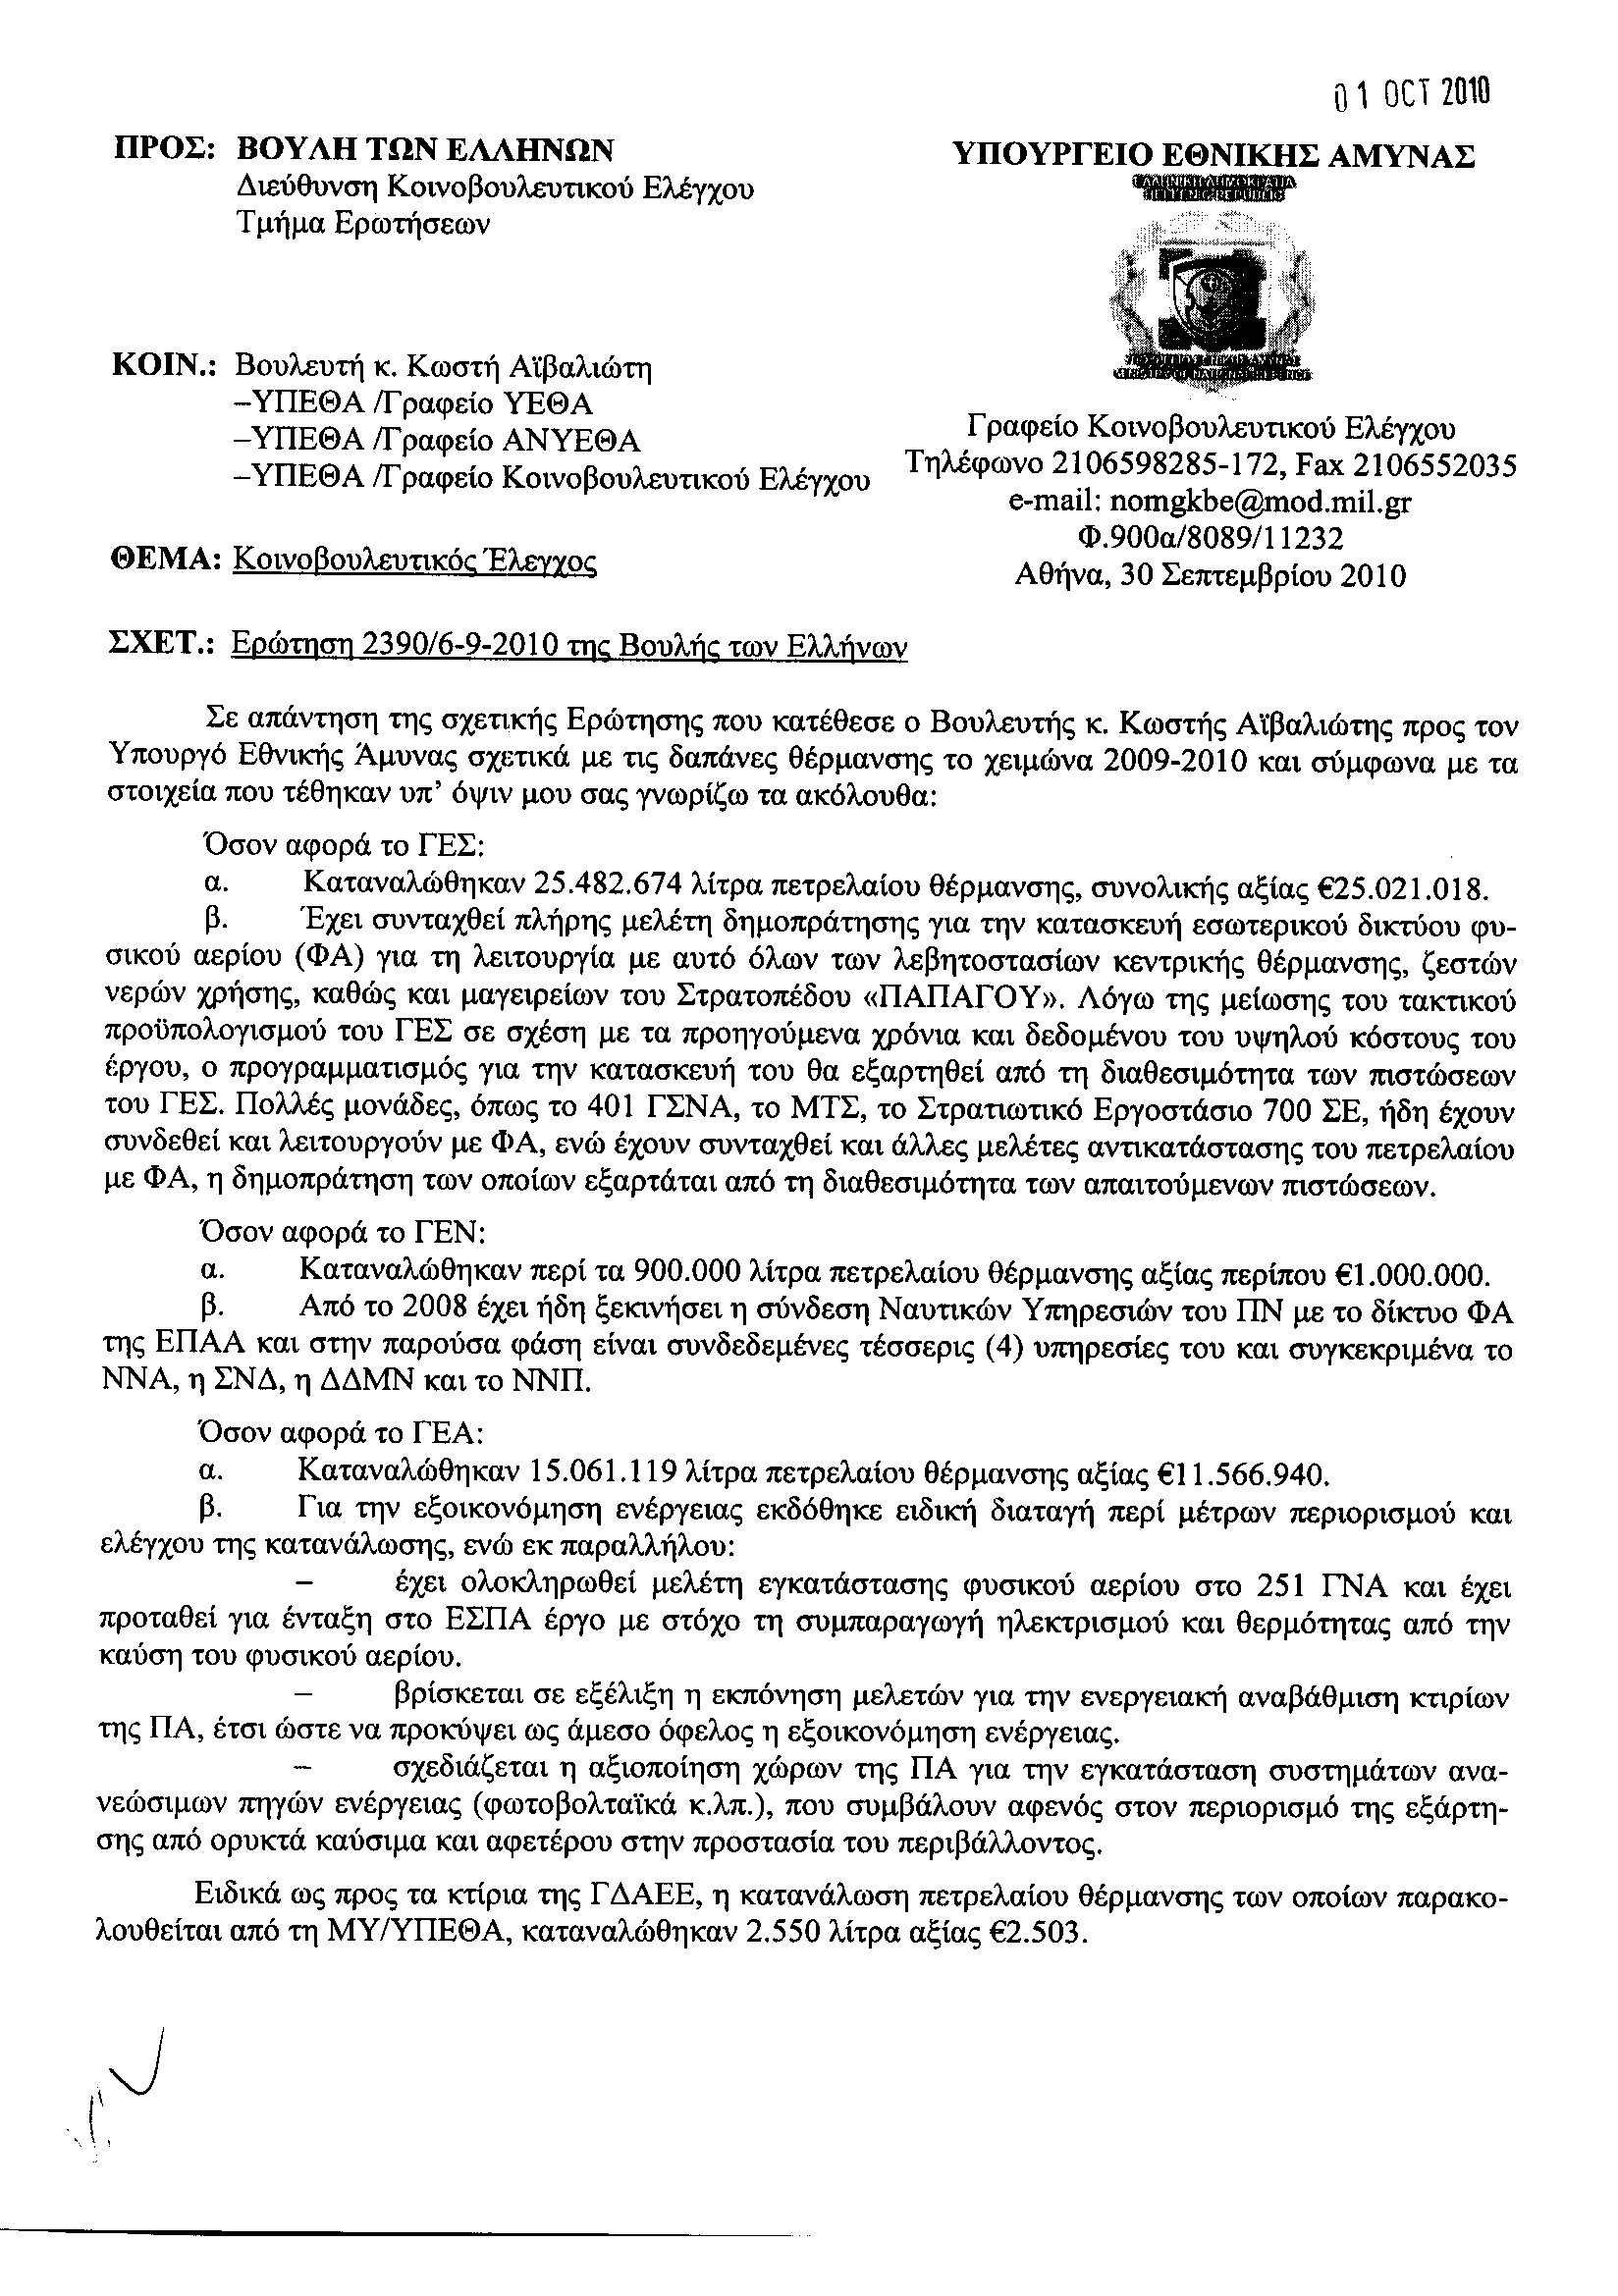 01 OCT 2010
ΠΡΟΣ: ΒΟΥΛΗ ΤΩΝ ΕΛΛΗΝΩΝ
Διεύθυνση Κοινοβουλευτικού Ελέγχου
Τμήμα Ερωτήσεων
ΥΠΟΥΡΓΕΙΟ ΕΘΝΙΚΗΣ ΑΜΥΝΑΣ
ΕΛΛΗΝΙΚΗ ΔΗΜΟΚΡΑΤΙΑ
HELLENIC REPUBLIC
ΚΟΙΝ.: Βουλευτή κ. Κωστή Αϊβαλιώτη
–ΥΠΕΘΑ /Γραφείο ΥΕΘΑ
–ΥΠΕΘΑ /Γραφείο ΑΝΥΕΘΑ
–ΥΠΕΘΑ /Γραφείο Κοινοβουλευτικού Ελέγχου
Γραφείο Κοινοβουλευτικού Ελέγχου
Τηλέφωνο 2106598285-172, Fax 2106552035
e-mail: nomgkbe@mod.mil.gr
Φ.900α/8089/11232
Αθήνα, 30 Σεπτεμβρίου 2010
ΘΕΜΑ: Κοινοβουλευτικός Έλεγχος
ΣΧΕΤ.: Ερώτηση 2390/6-9-2010 της Βουλής των Ελλήνων
Σε απάντηση της σχετικής Ερώτησης που κατέθεσε ο Βουλευτής κ. Κωστής Αϊβαλιώτης προς τον
Υπουργό Εθνικής Άμυνας σχετικά με τις δαπάνες θέρμανσης το χειμώνα 2009-2010 και σύμφωνα με τα
στοιχεία που τέθηκαν υπ’ όψιν μου σας γνωρίζω τα ακόλουθα:
Όσον αφορά το ΓΕΣ:
α. Καταναλώθηκαν 25.482.674 λίτρα πετρελαίου θέρμανσης, συνολικής αξίας €25.021.018.
β. Έχει συνταχθεί πλήρης μελέτη δημοπράτησης για την κατασκευή εσωτερικού δικτύου φυ-
σικού αερίου (ΦΑ) για τη λειτουργία με αυτό όλων των λεβητοστασίων κεντρικής θέρμανσης, ζεστών
νερών χρήσης, καθώς και μαγειρείων του Στρατοπέδου «ΠΑΠΑΓΟΥ». Λόγω της μείωσης του τακτικού
προϋπολογισμού του ΓΕΣ σε σχέση με τα προηγούμενα χρόνια και δεδομένου του υψηλού κόστους του
έργου, ο προγραμματισμός για την κατασκευή του θα εξαρτηθεί από τη διαθεσιμότητα των πιστώσεων
του ΓΕΣ. Πολλές μονάδες, όπως το 401 ΓΣΝΑ, το ΜΤΣ, το Στρατιωτικό Εργοστάσιο 700 ΣΕ, ήδη έχουν
συνδεθεί και λειτουργούν με ΦΑ, ενώ έχουν συνταχθεί και άλλες μελέτες αντικατάστασης του πετρελαίου
με ΦΑ, η δημοπράτηση των οποίων εξαρτάται από τη διαθεσιμότητα των απαιτούμενων πιστώσεων.
Όσον αφορά το ΓΕΝ:
α. Καταναλώθηκαν περί τα 900.000 λίτρα πετρελαίου θέρμανσης αξίας περίπου €1.000.000.
β. Από το 2008 έχει ήδη ξεκινήσει η σύνδεση Ναυτικών Υπηρεσιών του ΠΝ με το δίκτυο ΦΑ
της ΕΠΑΑ και στην παρούσα φάση είναι συνδεδεμένες τέσσερις (4) υπηρεσίες του και συγκεκριμένα το
ΝΝΑ, η ΣΝΔ, η ΔΔΜΝ και το ΝΝΠ.
Όσον αφορά το ΓΕΑ:
α. Καταναλώθηκαν 15.061.119 λίτρα πετρελαίου θέρμανσης αξίας €11.566.940.
β. Για την εξοικονόμηση ενέργειας εκδόθηκε ειδική διαταγή περί μέτρων περιορισμού και
ελέγχου της κατανάλωσης, ενώ εκ παραλλήλου:
– έχει ολοκληρωθεί μελέτη εγκατάστασης φυσικού αερίου στο 251 ΓΝΑ και έχει
προταθεί για ένταξη στο ΕΣΠΑ έργο με στόχο τη συμπαραγωγή ηλεκτρισμού και θερμότητας από την
καύση του φυσικού αερίου.
– βρίσκεται σε εξέλιξη η εκπόνηση μελετών για την ενεργειακή αναβάθμιση κτιρίων
της ΠΑ, έτσι ώστε να προκύψει ως άμεσο όφελος η εξοικονόμηση ενέργειας.
– σχεδιάζεται η αξιοποίηση χώρων της ΠΑ για την εγκατάσταση συστημάτων ανα-
νεώσιμων πηγών ενέργειας (φωτοβολταϊκά κ.λπ.), που συμβάλουν αφενός στον περιορισμό της εξάρτη-
σης από ορυκτά καύσιμα και αφετέρου στην προστασία του περιβάλλοντος.
Ειδικά ως προς τα κτίρια της ΓΔΑΕΕ, η κατανάλωση πετρελαίου θέρμανσης των οποίων παρακο-
λουθείται από τη ΜΥ/ΥΠΕΘΑ, καταναλώθηκαν 2.550 λίτρα αξίας €2.503.